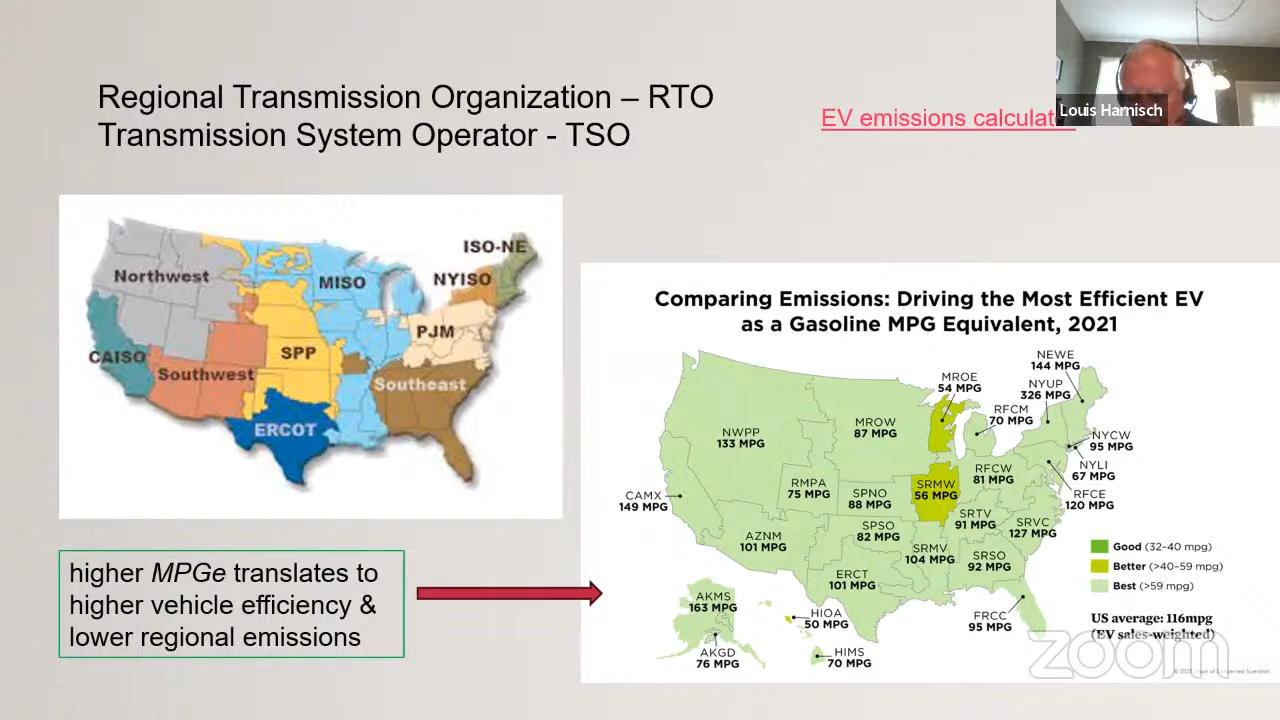 Regional Transmission Organization – RTO
Transmission System Operator - TSO
EV emissions calculat
Louis Harnisch
ISO-NE
Northwest
MISO
NYISO
PJM
CAISO
SPP
Southwest
Southeast
ERCOT
higher MPGe translates to
higher vehicle efficiency &
lower regional emissions
Comparing Emissions: Driving the Most Efficient EV
as a Gasoline MPG Equivalent, 2021
NEWE
144 MPG
MROE
54 MPG
NYUP
326 MPG
RFCM
70 MPG
MROW
87 MPG
NWPP
133 MPG
NYCW
95 MPG
NYLI
67 MPG
RFCW
81 MPG
RFCE
120 MPG
RMPA
75 MPG
SRMW
56 MPG
SPNO
88 MPG
CAMX
149 MPG
SRTV
91 MPG
SRVC
127 MPG
AZNM
101 MPG
SPSO
82 MPG
SRMV
104 MPG
SRSO
92 MPG
ERCT
101 MPG
AKMS
163 MPG
HIOA
50 MPG
FRCC
95 MPG
AKGD
76 MPG
HIMS
70 MPG
Good (32–40 mpg)
Better (>40–59 mpg)
Best (>59 mpg)
US average: 116mpg
(EV sales-weighted)
zoom
© 2023 Union of Concerned Scientists